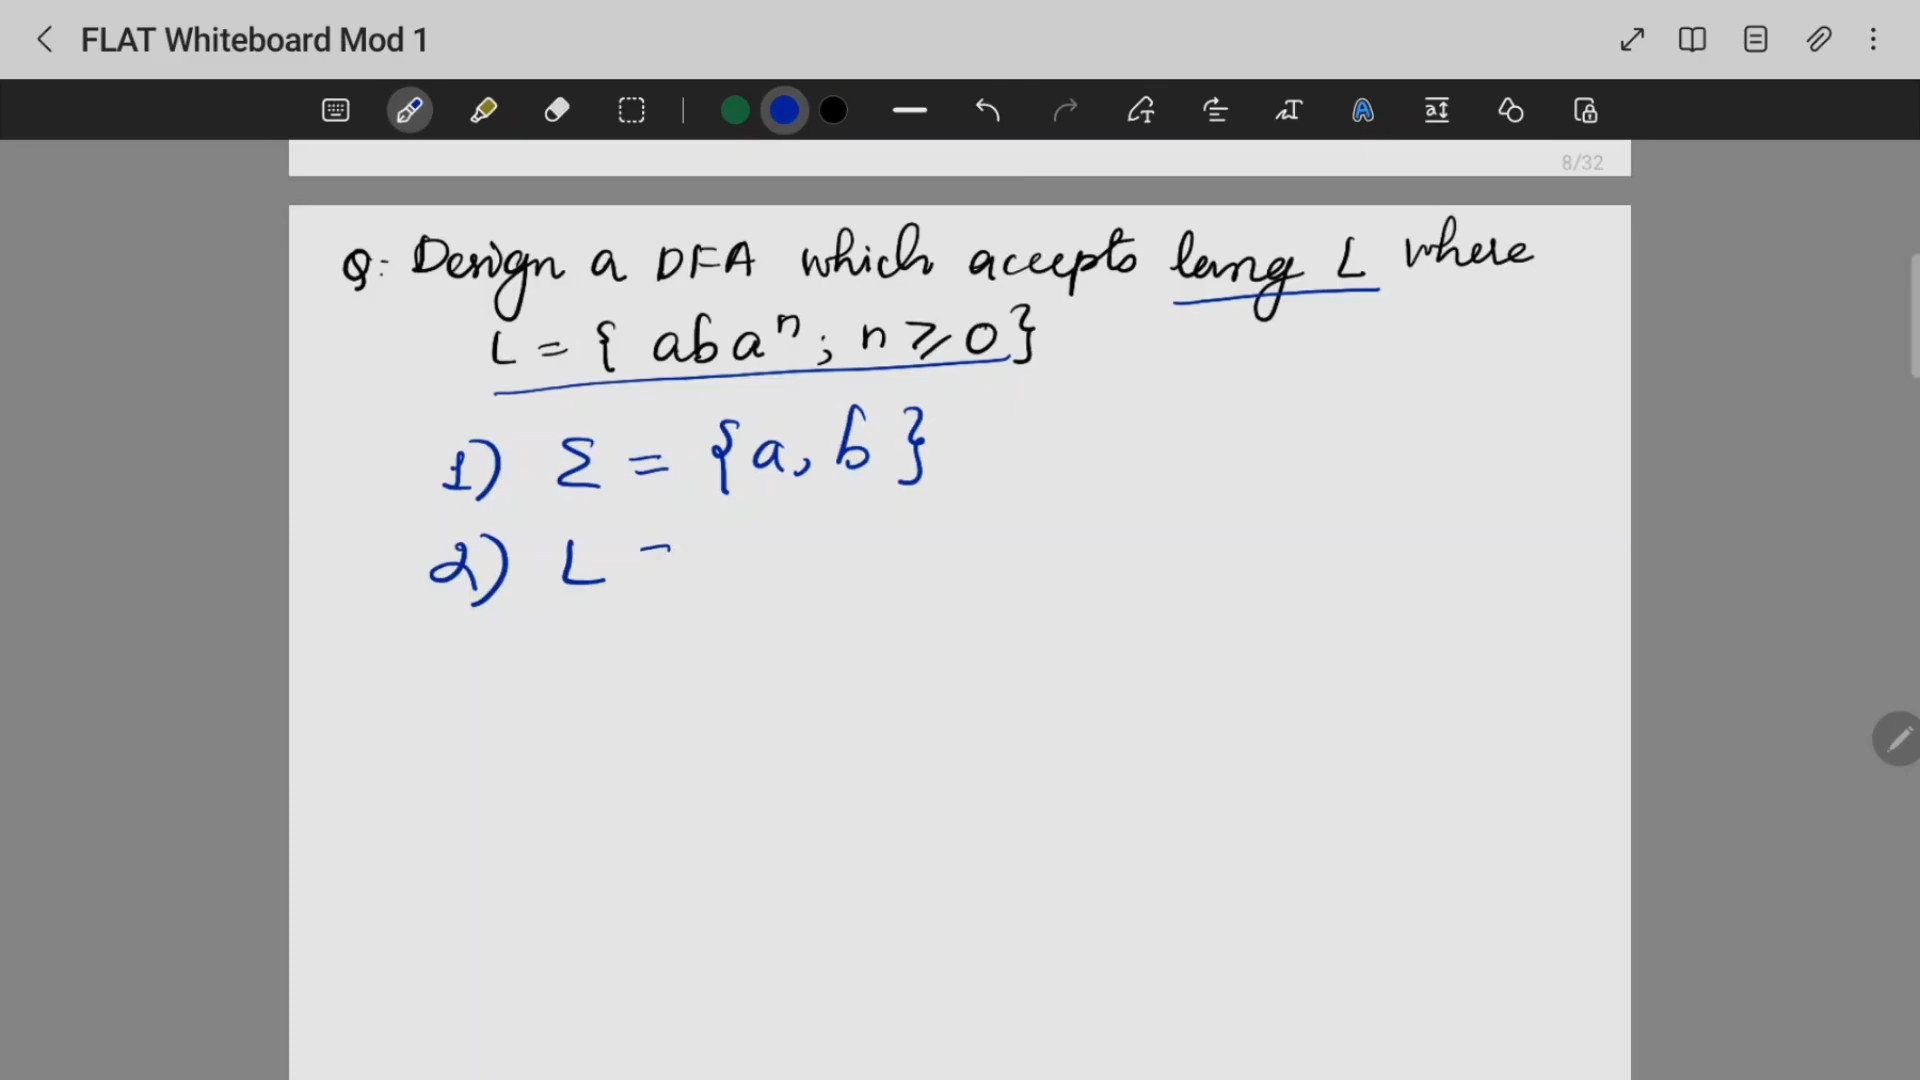 FLAT Whiteboard Mod 1
8/32
Q: Design a DFA which accepts lang L where
L = { abaⁿ ; n ⩾ 0 }
1) Σ = {a, b}
2) L =